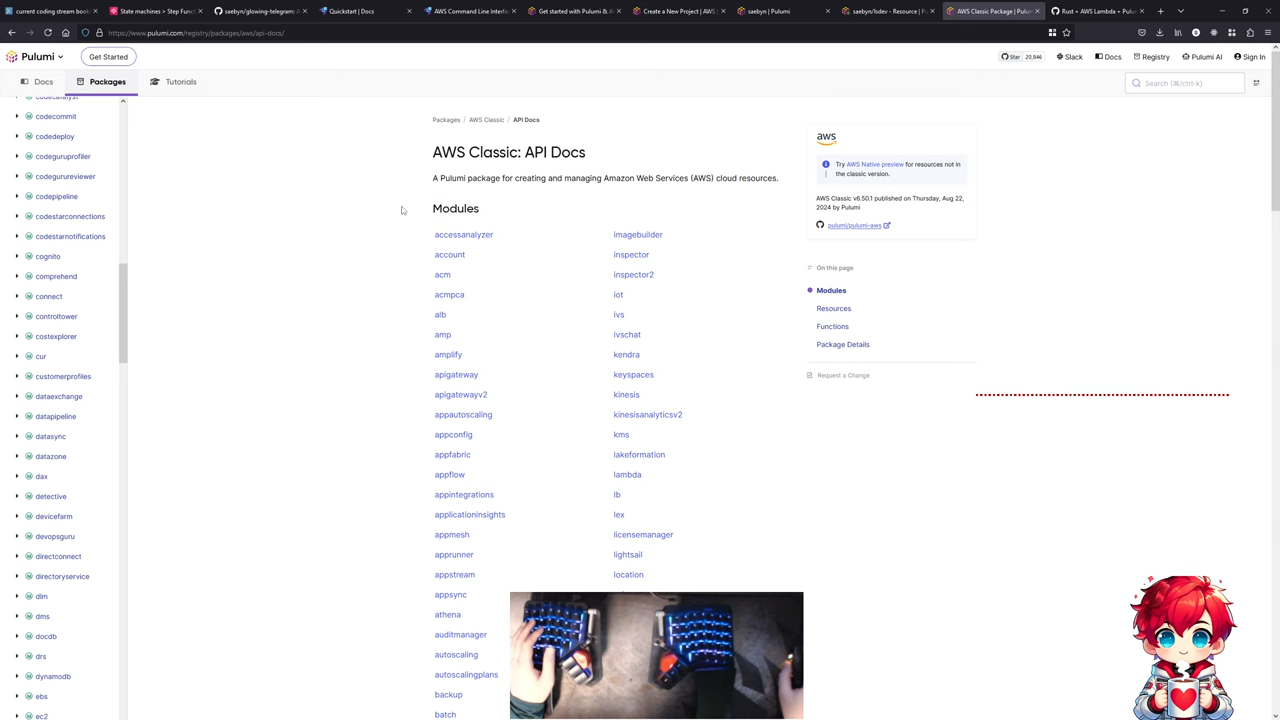 current coding stream book
State machines > Step Func
saebyn/glowing-telegram: A
Quickstart | Docs
AWS Command Line Interf
Get started with Pulumi & A
Create a New Project | AWS
saebyn | Pulumi
saebyn/lsdev - Resource | P
AWS Classic Package | Pulu
Rust + AWS Lambda + Pulu
https://www.pulumi.com/registry/packages/aws/api-docs/
Pulumi
Get Started
Star 20,846
Slack
Docs
Registry
Pulumi AI
Sign In
Docs
Packages
Tutorials
Search (⌘/ctrl-k)
codecatalyst
codecommit
codedeploy
codeguruprofiler
codegurureviewer
codepipeline
codestarconnections
codestarnotifications
cognito
comprehend
connect
controltower
costexplorer
cur
customerprofiles
dataexchange
datapipeline
datasync
datazone
dax
detective
devicefarm
devopsguru
directconnect
directoryservice
dlm
dms
docdb
drs
dynamodb
ebs
ec2
Packages / AWS Classic / API Docs
AWS Classic: API Docs
A Pulumi package for creating and managing Amazon Web Services (AWS) cloud resources.
Modules
accessanalyzer
account
acm
acmpca
alb
amp
amplify
apigateway
apigatewayv2
appautoscaling
appconfig
appfabric
appflow
appintegrations
applicationinsights
appmesh
apprunner
appstream
appsync
athena
auditmanager
autoscaling
autoscalingplans
backup
batch
imagebuilder
inspector
inspector2
iot
ivs
ivschat
kendra
keyspaces
kinesis
kinesisanalyticsv2
kms
lakeformation
lambda
lb
lex
licensemanager
lightsail
location
aws
Try AWS Native preview for resources not in
the classic version.
AWS Classic v6.50.1 published on Thursday, Aug 22,
2024 by Pulumi
pulumi/pulumi-aws
On this page
Modules
Resources
Functions
Package Details
Request a Change